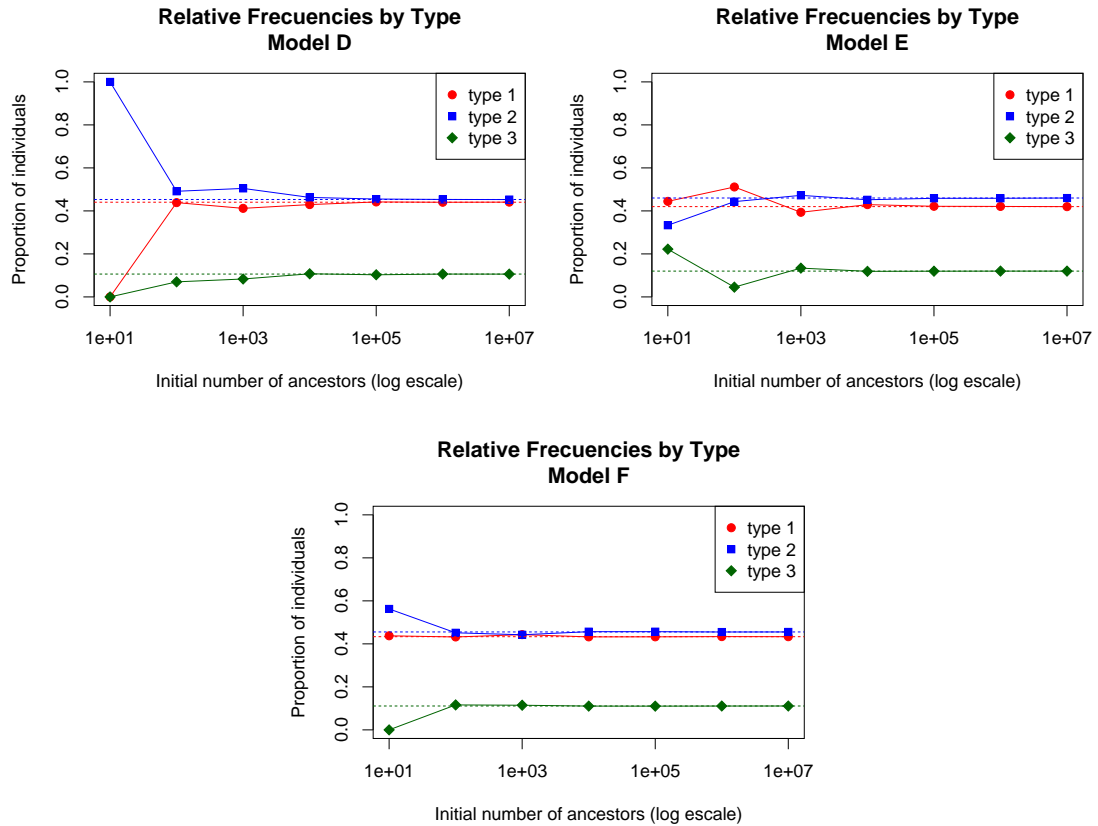 Relative Frecuencies by Type
Model D
Proportion of individuals
1.0
0.8
0.6
0.4
0.2
0.0
type 1
type 2
type 3
1e+01
1e+03
1e+05
1e+07
Initial number of ancestors (log escale)
Relative Frecuencies by Type
Model E
Proportion of individuals
1.0
0.8
0.6
0.4
0.2
0.0
type 1
type 2
type 3
1e+01
1e+03
1e+05
1e+07
Initial number of ancestors (log escale)
Relative Frecuencies by Type
Model F
Proportion of individuals
1.0
0.8
0.6
0.4
0.2
0.0
type 1
type 2
type 3
1e+01
1e+03
1e+05
1e+07
Initial number of ancestors (log escale)